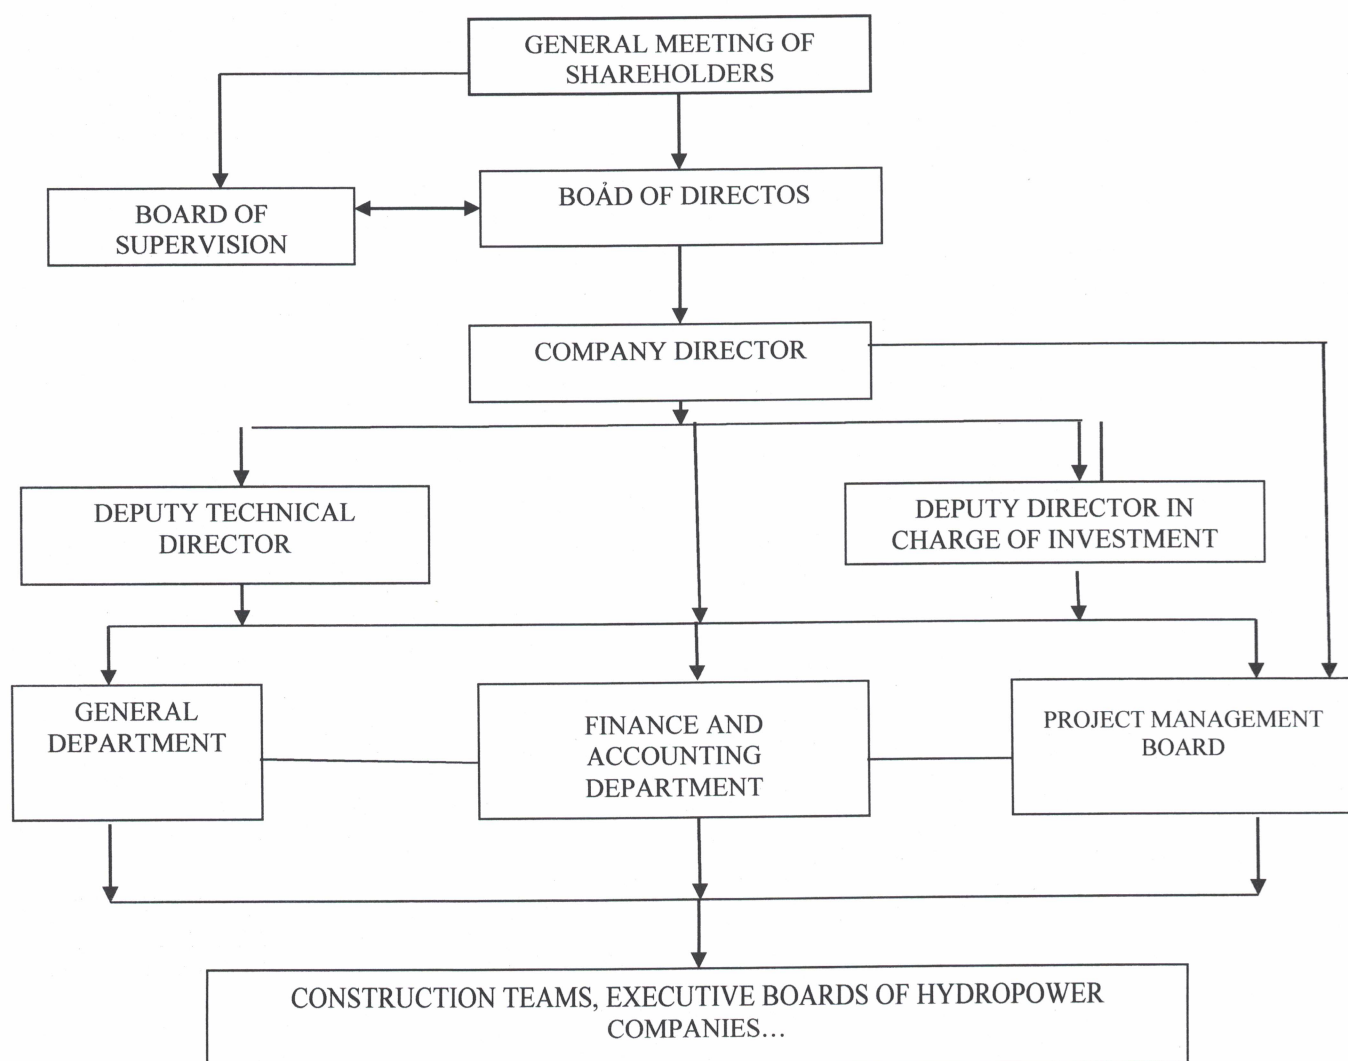 GENERAL MEETING OF
SHAREHOLDERS
BOARD OF
SUPERVISION
BOẢD OF DIRECTOS
COMPANY DIRECTOR
DEPUTY TECHNICAL
DIRECTOR
DEPUTY DIRECTOR IN
CHARGE OF INVESTMENT
GENERAL
DEPARTMENT
FINANCE AND
ACCOUNTING
DEPARTMENT
PROJECT MANAGEMENT
BOARD
CONSTRUCTION TEAMS, EXECUTIVE BOARDS OF HYDROPOWER
COMPANIES…